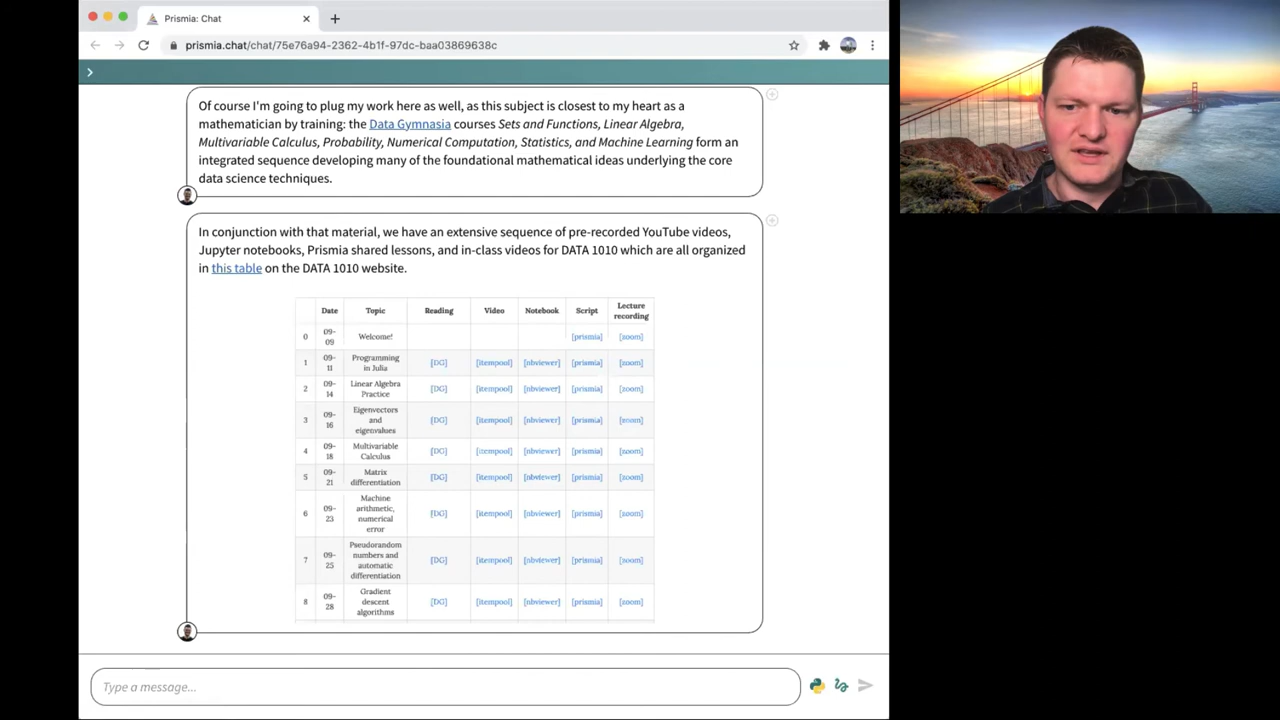 Prismia: Chat
prismia.chat/chat/75e76a94-2362-4b1f-97dc-baa03869638c
Of course I'm going to plug my work here as well, as this subject is closest to my heart as a
mathematician by training: the Data Gymnasia courses Sets and Functions, Linear Algebra,
Multivariable Calculus, Probability, Numerical Computation, Statistics, and Machine Learning form an
integrated sequence developing many of the foundational mathematical ideas underlying the core
data science techniques.
In conjunction with that material, we have an extensive sequence of pre-recorded YouTube videos,
Jupyter notebooks, Prismia shared lessons, and in-class videos for DATA 1010 which are all organized
in this table on the DATA 1010 website.
Date Topic Reading Video Notebook Script Lecture recording
0 09-09 Welcome! [prismia] [zoom]
1 09-11 Programming in Julia [DG] [itempool] [nbviewer] [prismia] [zoom]
2 09-14 Linear Algebra Practice [DG] [itempool] [nbviewer] [prismia] [zoom]
3 09-16 Eigenvectors and eigenvalues [DG] [itempool] [nbviewer] [prismia] [zoom]
4 09-18 Multivariable Calculus [DG] [itempool] [nbviewer] [prismia] [zoom]
5 09-21 Matrix differentiation [DG] [itempool] [nbviewer] [prismia] [zoom]
6 09-23 Machine arithmetic, numerical error [DG] [itempool] [nbviewer] [prismia] [zoom]
7 09-25 Pseudorandom numbers and automatic differentiation [DG] [itempool] [nbviewer] [prismia] [zoom]
8 09-28 Gradient descent algorithms [DG] [itempool] [nbviewer] [prismia] [zoom]
Type a message...